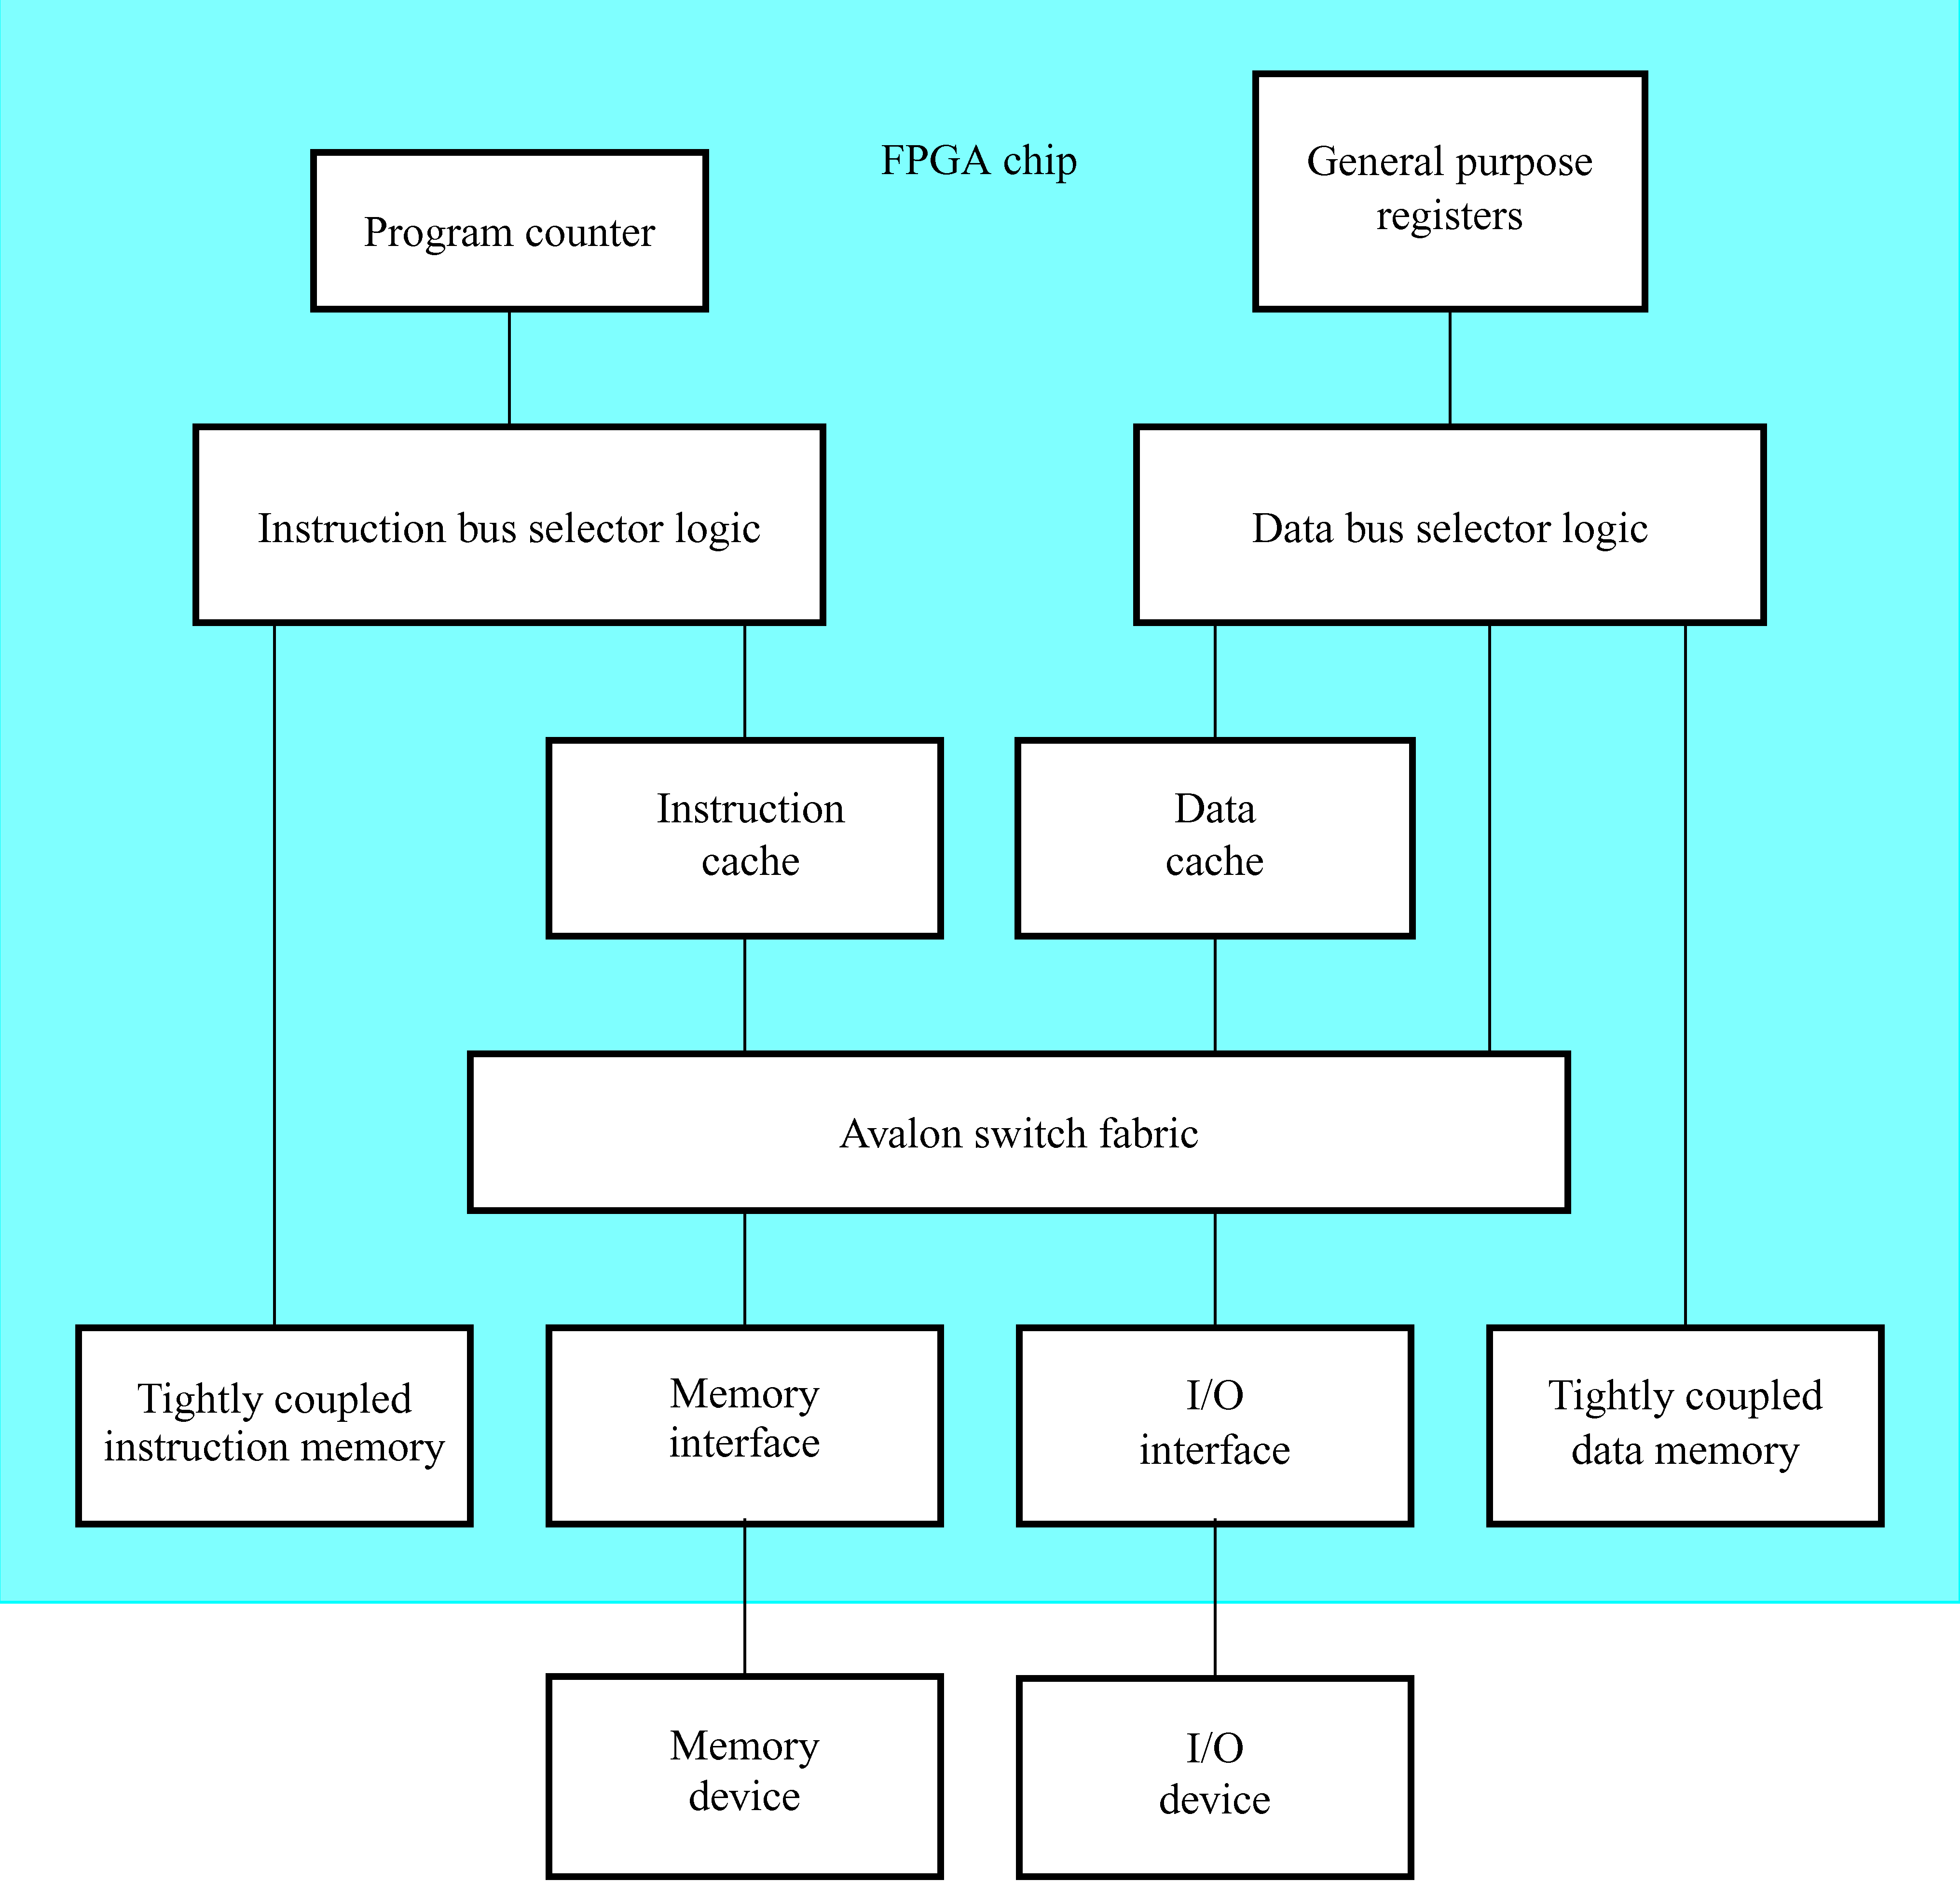 FPGA chip
General purpose
registers
Program counter
Instruction bus selector logic
Data bus selector logic
Instruction
cache
Data
cache
Avalon switch fabric
Tightly coupled
instruction memory
Memory
interface
I/O
interface
Tightly coupled
data memory
Memory
device
I/O
device